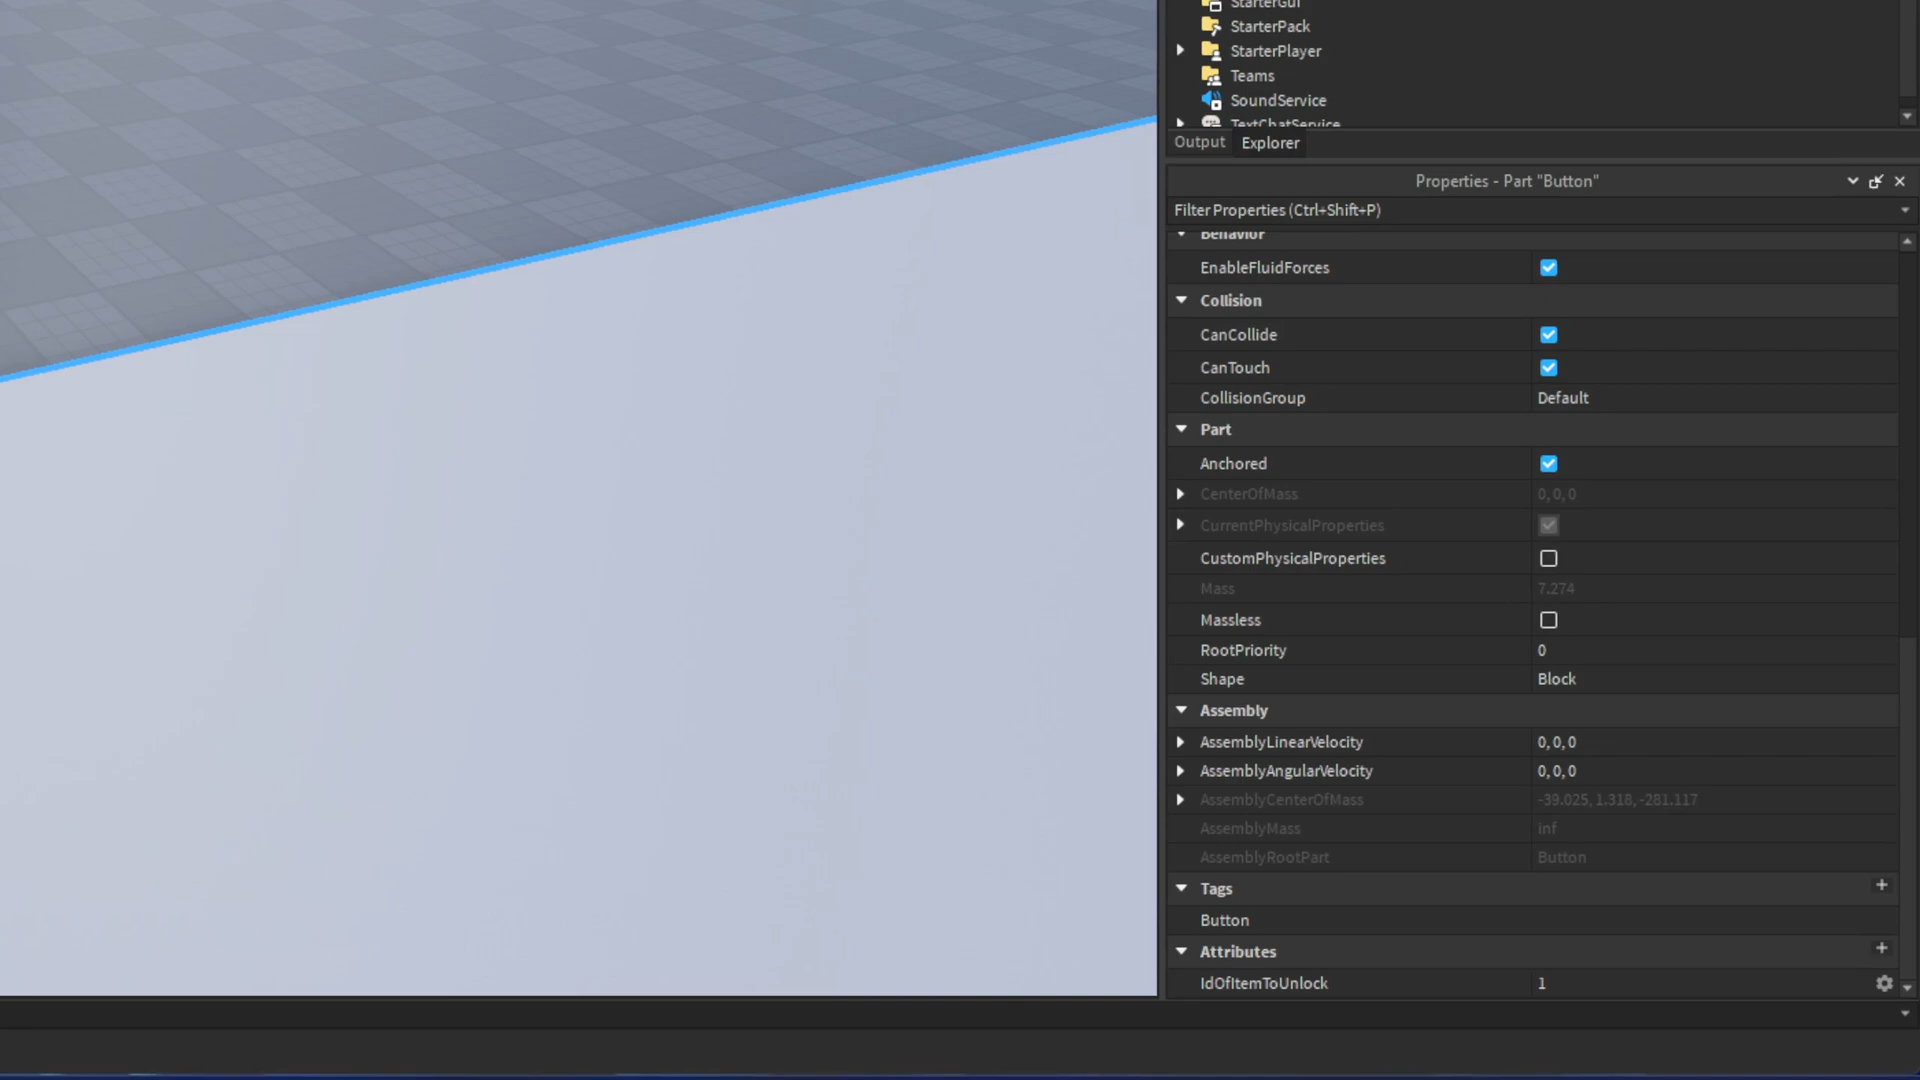 StarterGui
StarterPack
StarterPlayer
Teams
SoundService
TextChatService
Output Explorer
Properties - Part "Button"
Filter Properties (Ctrl+Shift+P)
Behavior
EnableFluidForces
Collision
CanCollide
CanTouch
CollisionGroup Default
Part
Anchored
CenterOfMass 0, 0, 0
CurrentPhysicalProperties
CustomPhysicalProperties
Mass 7.274
Massless
RootPriority 0
Shape Block
Assembly
AssemblyLinearVelocity 0, 0, 0
AssemblyAngularVelocity 0, 0, 0
AssemblyCenterOfMass -39.025, 1.318, -281.117
AssemblyMass inf
AssemblyRootPart Button
Tags
Button
Attributes
IdOfItemToUnlock 1